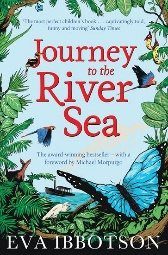 'The most perfect children's book . . . captivatingly told,
funny and moving' Sunday Times
Journey
to the
River
Sea
The award-winning bestseller – with a
foreword by Michael Morpurgo
EVA IBBOTSON